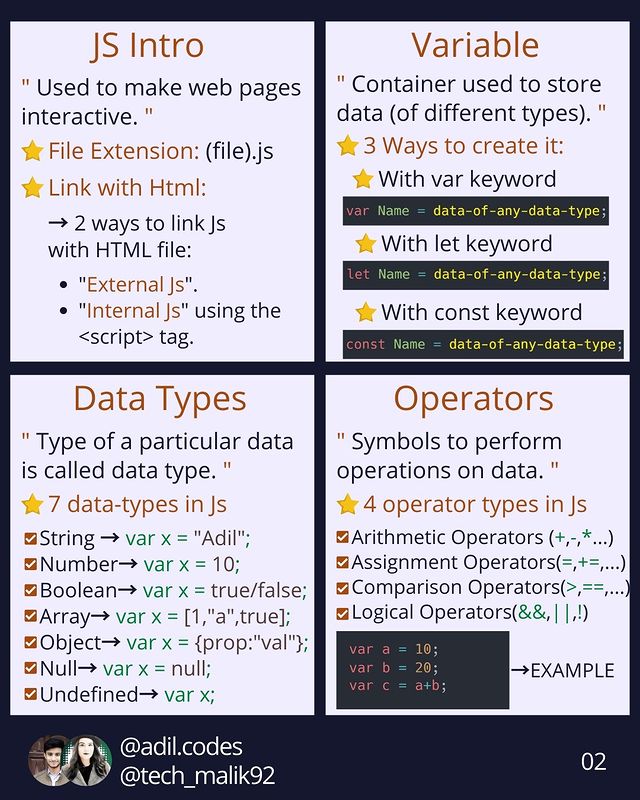 JS Intro
" Used to make web pages
interactive. "
File Extension: (file).js
Link with Html:
→ 2 ways to link Js
with HTML file:
• "External Js".
• "Internal Js" using the
<script> tag.
Variable
" Container used to store
data (of different types). "
3 Ways to create it:
With var keyword
var Name = data-of-any-data-type;
With let keyword
let Name = data-of-any-data-type;
With const keyword
const Name = data-of-any-data-type;
Data Types
" Type of a particular data
is called data type. "
7 data-types in Js
String → var x = "Adil";
Number→ var x = 10;
Boolean→ var x = true/false;
Array→ var x = [1,"a",true];
Object→ var x = {prop:"val"};
Null→ var x = null;
Undefined→ var x;
Operators
" Symbols to perform
operations on data. "
4 operator types in Js
Arithmetic Operators (+,-,*...)
Assignment Operators(=,+=,...)
Comparison Operators(>,==,...)
Logical Operators(&&,||,!)
var a = 10;
var b = 20;
var c = a+b;
→EXAMPLE
@adil.codes
@tech_malik92
02